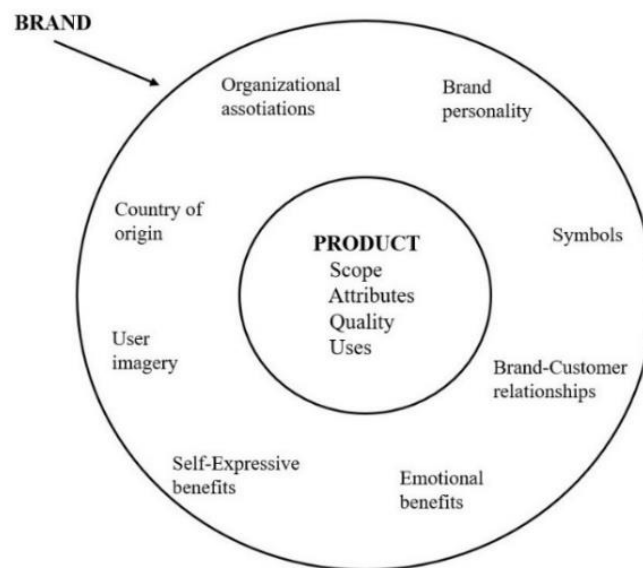 BRAND
Organizational
assotiations
Brand
personality
Country of
origin
Symbols
PRODUCT
Scope
Attributes
Quality
Uses
User
imagery
Brand-Customer
relationships
Self-Expressive
benefits
Emotional
benefits